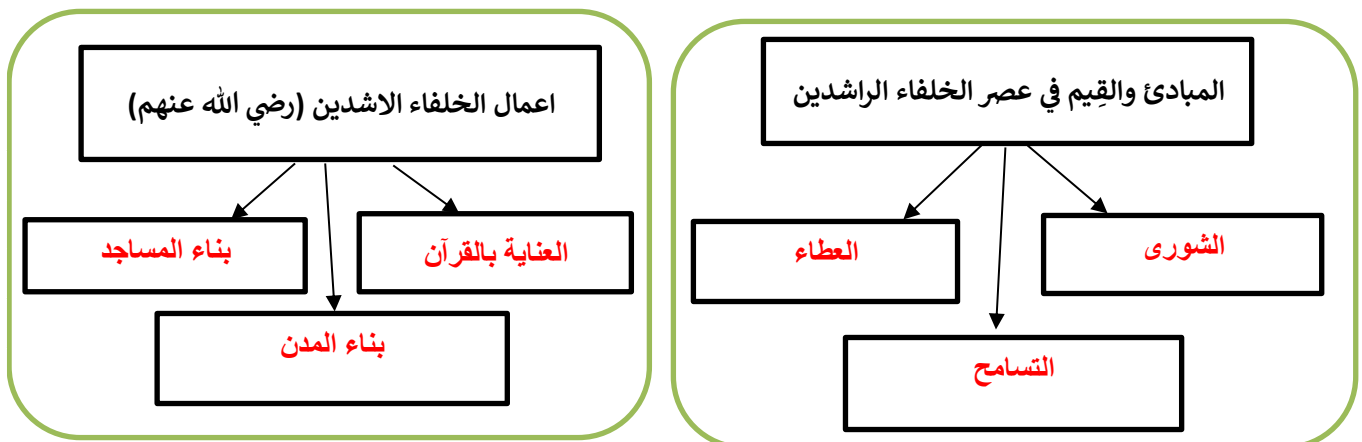 المبادئ والقِيم في عصر الخلفاء الراشدين
الشورى
العطاء
التسامح
اعمال الخلفاء الاشدين (رضي الله عنهم)
العناية بالقرآن
بناء المساجد
بناء المدن